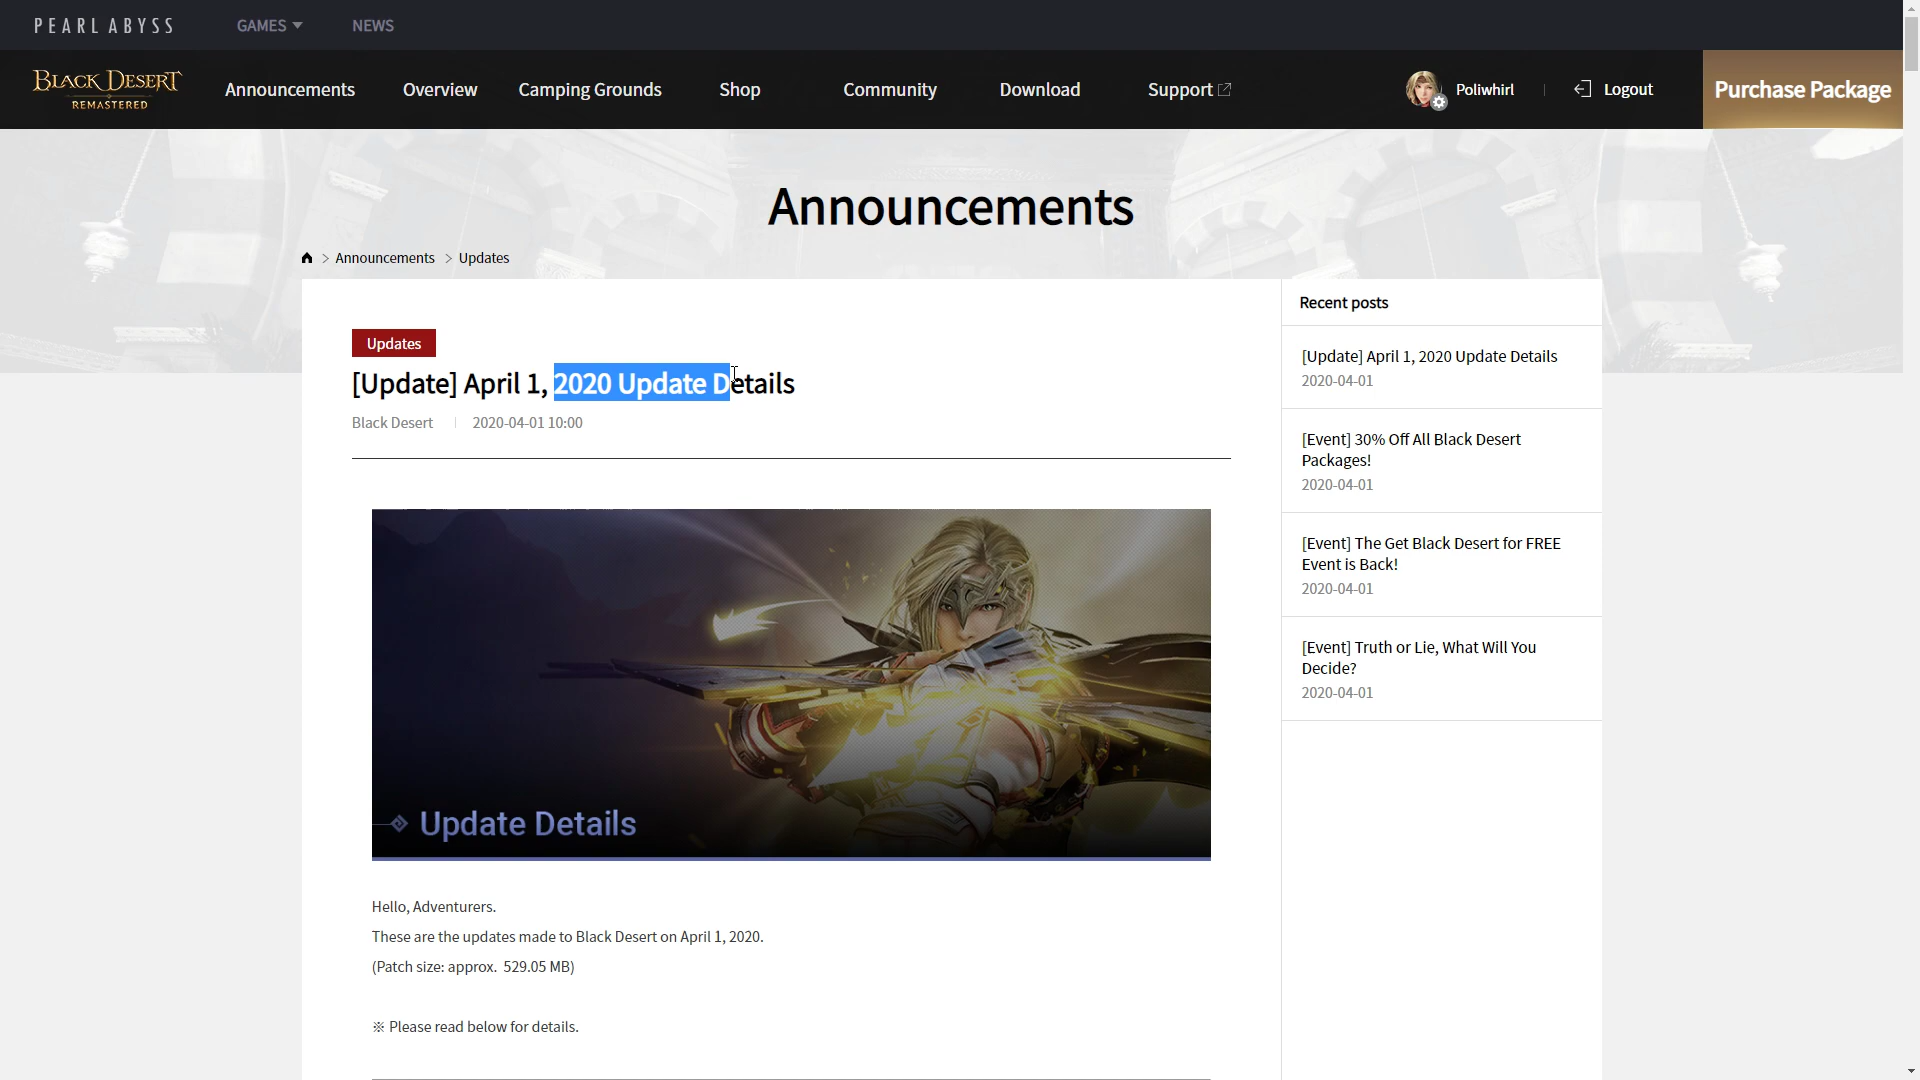 PEARL ABYSS
GAMES
NEWS
BLACK DESERT
REMASTERED
Announcements
Overview
Camping Grounds
Shop
Community
Download
Support
Poliwhirl
Logout
Purchase Package
Announcements
> Announcements > Updates
Updates
[Update] April 1, 2020 Update Details
Black Desert
2020-04-01 10:00
Update Details
Hello, Adventurers.
These are the updates made to Black Desert on April 1, 2020.
(Patch size: approx. 529.05 MB)
※ Please read below for details.
Recent posts
[Update] April 1, 2020 Update Details
2020-04-01
[Event] 30% Off All Black Desert
Packages!
2020-04-01
[Event] The Get Black Desert for FREE
Event is Back!
2020-04-01
[Event] Truth or Lie, What Will You
Decide?
2020-04-01